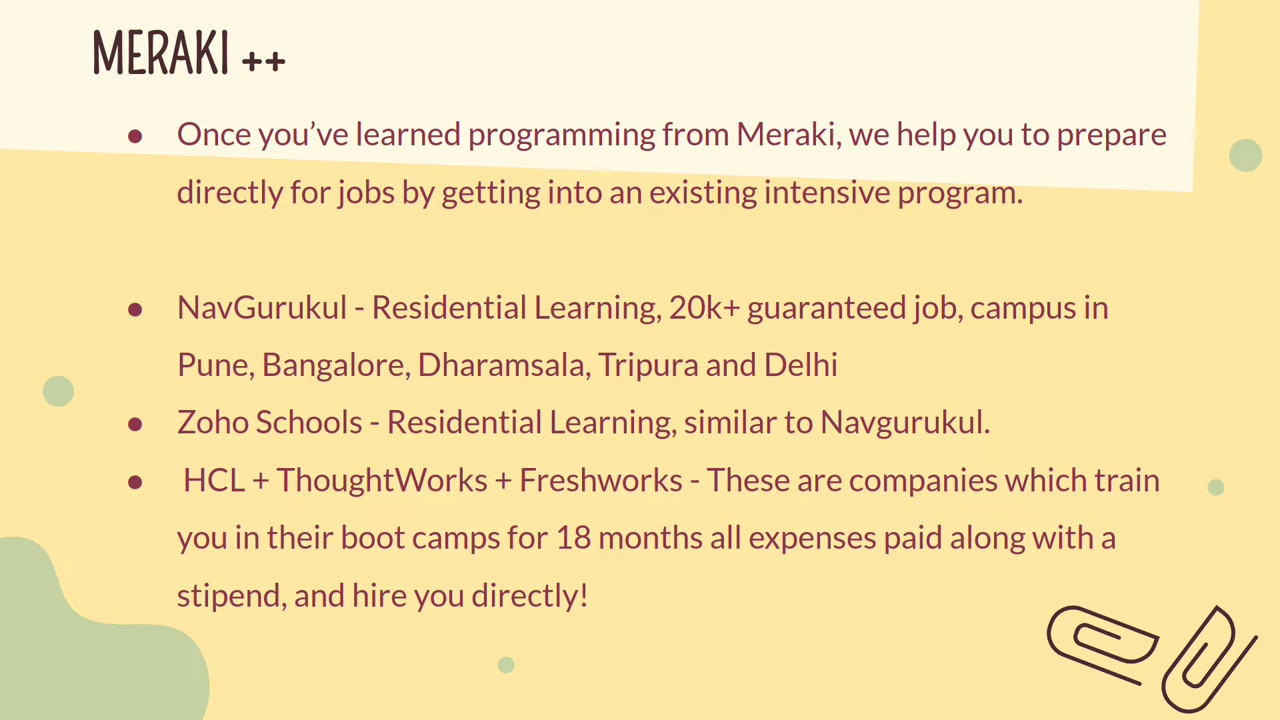 MERAKI ++
● Once you’ve learned programming from Meraki, we help you to prepare
directly for jobs by getting into an existing intensive program.
● NavGurukul - Residential Learning, 20k+ guaranteed job, campus in
Pune, Bangalore, Dharamsala, Tripura and Delhi
● Zoho Schools - Residential Learning, similar to Navgurukul.
● HCL + ThoughtWorks + Freshworks - These are companies which train
you in their boot camps for 18 months all expenses paid along with a
stipend, and hire you directly!